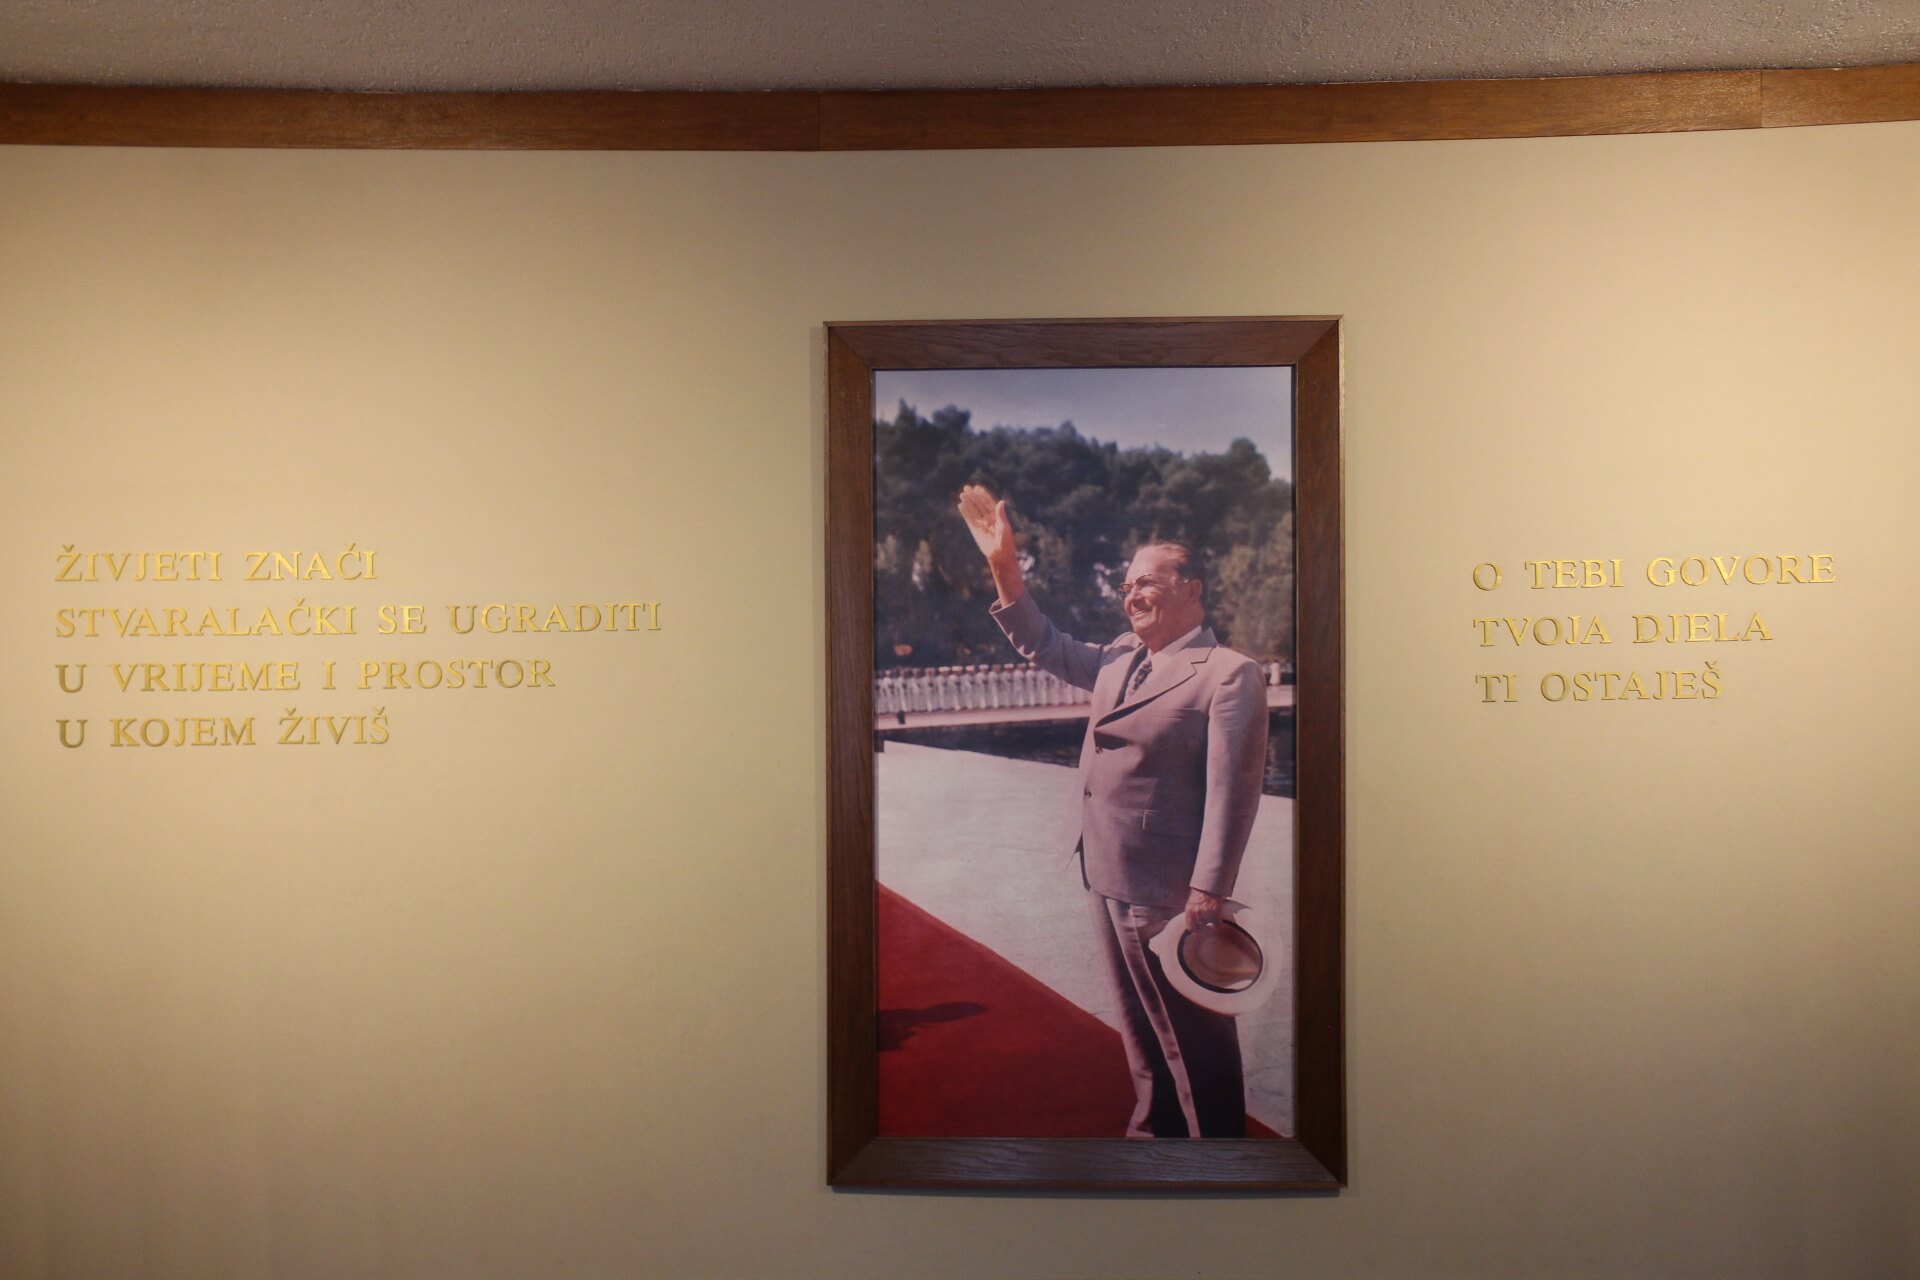 ŽIVJETI ZNAČI
STVARALAČKI SE UGRADITI
U VRIJEME I PROSTOR
U KOJEM ŽIVIŠ
O TEBI GOVORE
TVOJA DJELA
TI OSTAJEŠ